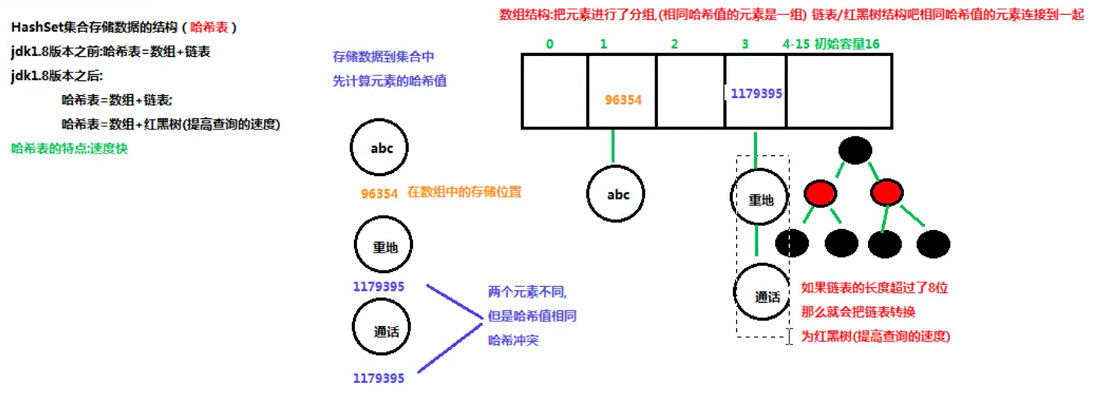 HashSet集合存储数据的结构（哈希表）
jdk1.8版本之前:哈希表=数组+链表
jdk1.8版本之后:
哈希表=数组+链表;
哈希表=数组+红黑树(提高查询的速度)
哈希表的特点:速度快
存储数据到集合中
先计算元素的哈希值
abc
96354 在数组中的存储位置
重地
1179395
通话
1179395
两个元素不同,
但是哈希值相同
哈希冲突
数组结构:把元素进行了分组,(相同哈希值的元素是一组) 链表/红黑树结构吧相同哈希值的元素连接到一起
0 1 2 3 4-15 初始容量16
96354
1179395
abc
重地
通话
如果链表的长度超过了8位
那么就会把链表转换
为红黑树(提高查询的速度)